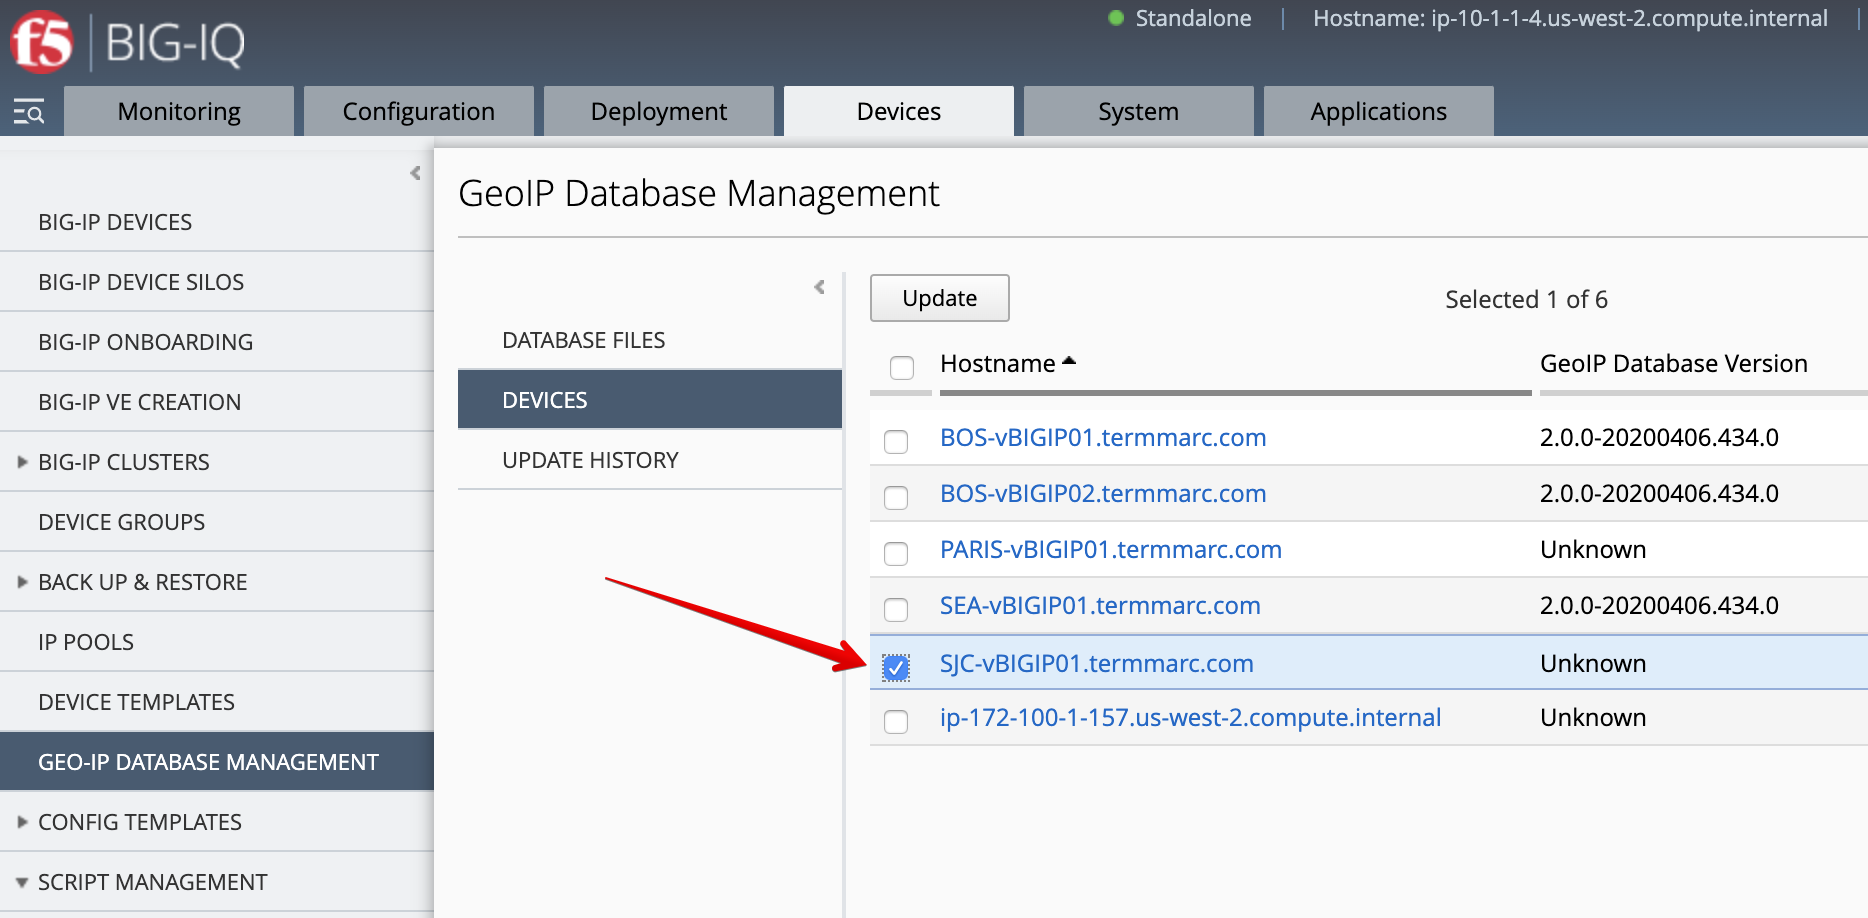 f5 BIG-IQ
Standalone
Hostname: ip-10-1-1-4.us-west-2.compute.internal
Monitoring
Configuration
Deployment
Devices
System
Applications
BIG-IP DEVICES
BIG-IP DEVICE SILOS
BIG-IP ONBOARDING
BIG-IP VE CREATION
BIG-IP CLUSTERS
DEVICE GROUPS
BACK UP & RESTORE
IP POOLS
DEVICE TEMPLATES
GEO-IP DATABASE MANAGEMENT
CONFIG TEMPLATES
SCRIPT MANAGEMENT
GeoIP Database Management
DATABASE FILES
DEVICES
UPDATE HISTORY
Update
Selected 1 of 6
Hostname GeoIP Database Version
BOS-vBIGIP01.termmarc.com 2.0.0-20200406.434.0
BOS-vBIGIP02.termmarc.com 2.0.0-20200406.434.0
PARIS-vBIGIP01.termmarc.com Unknown
SEA-vBIGIP01.termmarc.com 2.0.0-20200406.434.0
SJC-vBIGIP01.termmarc.com Unknown
ip-172-100-1-157.us-west-2.compute.internal Unknown